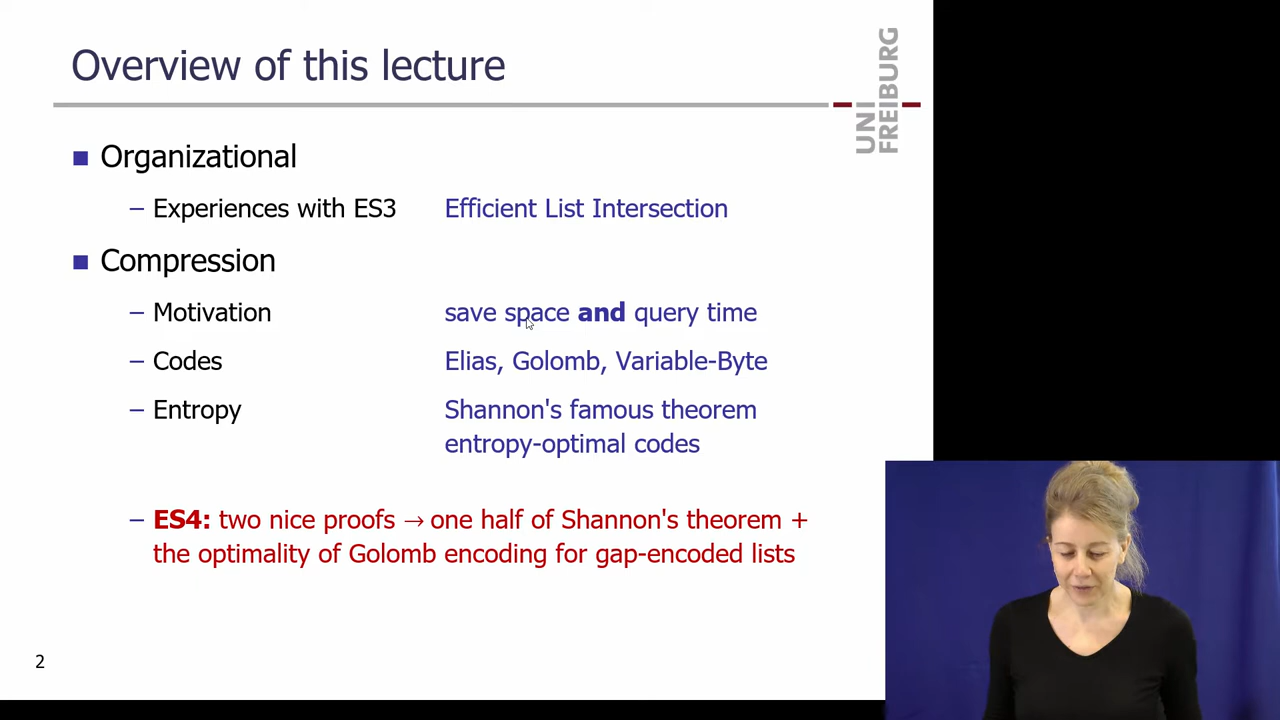 Overview of this lecture
UNI
FREIBURG
■ Organizational
– Experiences with ES3 Efficient List Intersection
■ Compression
– Motivation save space and query time
– Codes Elias, Golomb, Variable-Byte
– Entropy Shannon's famous theorem
entropy-optimal codes
– ES4: two nice proofs → one half of Shannon's theorem +
the optimality of Golomb encoding for gap-encoded lists
2